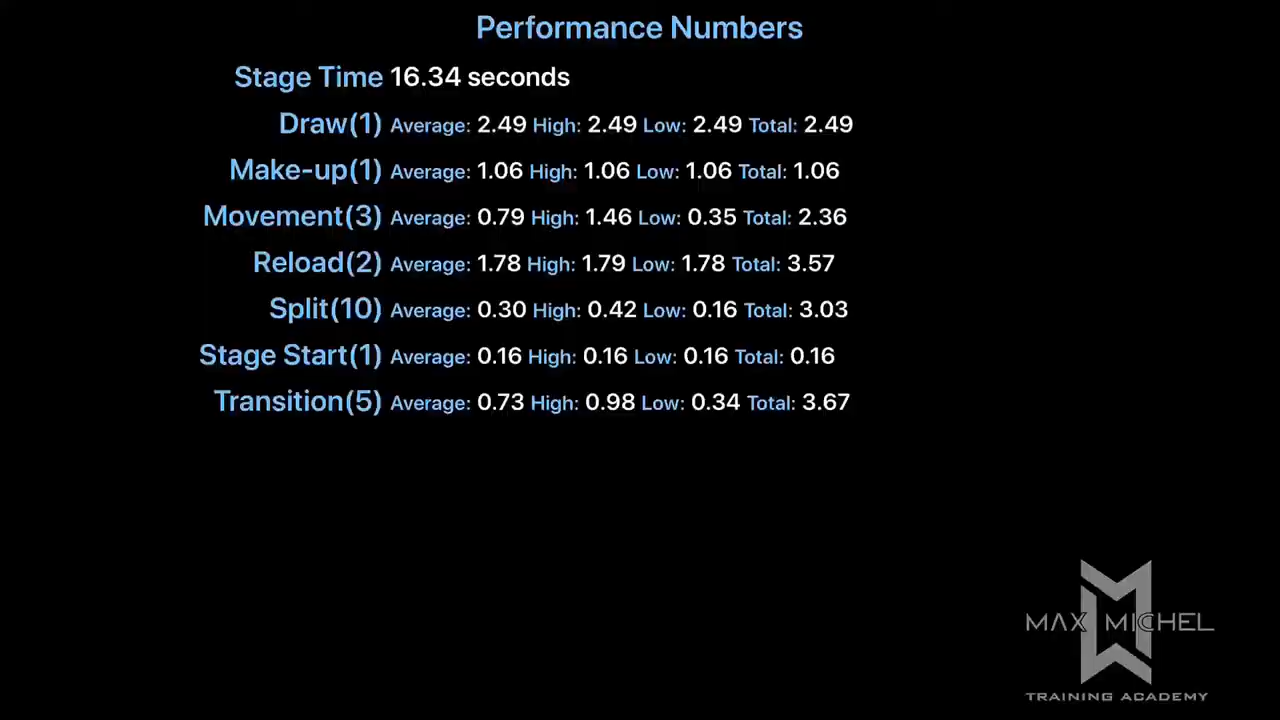 Performance Numbers
Stage Time 16.34 seconds
Draw(1) Average: 2.49 High: 2.49 Low: 2.49 Total: 2.49
Make-up(1) Average: 1.06 High: 1.06 Low: 1.06 Total: 1.06
Movement(3) Average: 0.79 High: 1.46 Low: 0.35 Total: 2.36
Reload(2) Average: 1.78 High: 1.79 Low: 1.78 Total: 3.57
Split(10) Average: 0.30 High: 0.42 Low: 0.16 Total: 3.03
Stage Start(1) Average: 0.16 High: 0.16 Low: 0.16 Total: 0.16
Transition(5) Average: 0.73 High: 0.98 Low: 0.34 Total: 3.67
MAX MICHEL
TRAINING ACADEMY